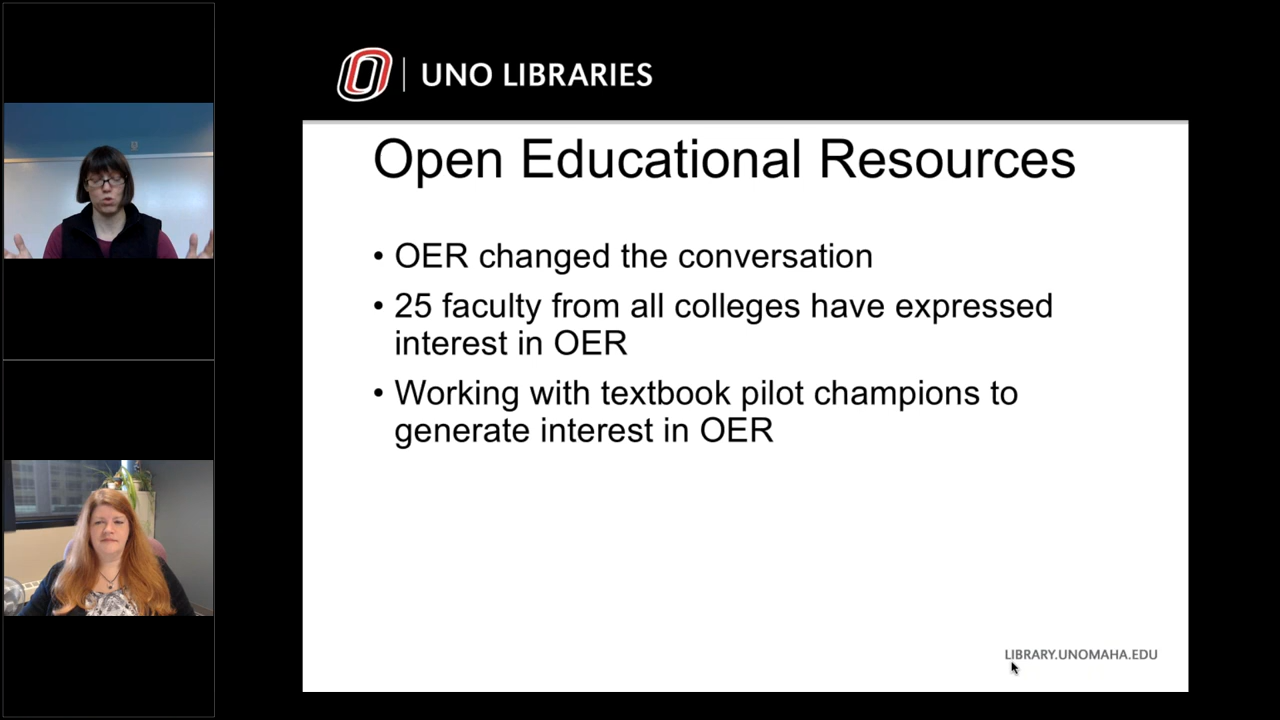 UNO LIBRARIES
Open Educational Resources
• OER changed the conversation
• 25 faculty from all colleges have expressed
interest in OER
• Working with textbook pilot champions to
generate interest in OER
LIBRARY.UNOMAHA.EDU